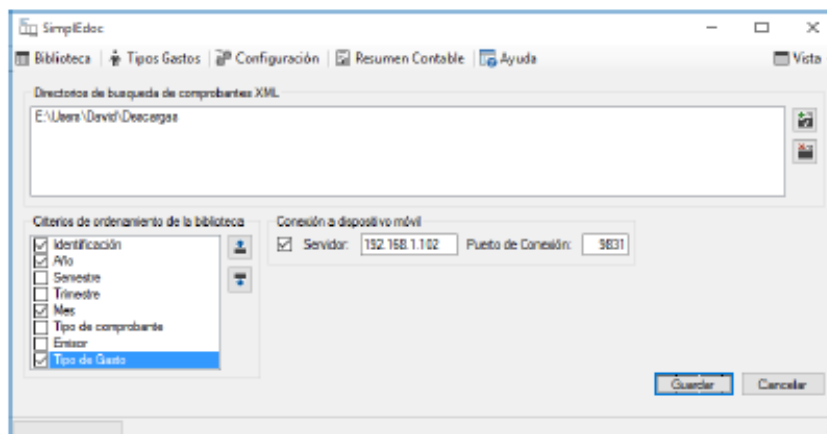 SimplEdoc
Biblioteca Tipos Gastos Configuración Resumen Contable Ayuda Vista
Directorios de busqueda de comprobantes XML
E:\Users\David\Descargas
Criterios de ordenamiento de la biblioteca
Identificación
Año
Semestre
Trimestre
Mes
Tipo de comprobante
Emisor
Tipo de Gasto
Conexión a dispositivo móvil
Servidor: 192.168.1.102 Puerto de Conexión: 9831
Guardar Cancelar